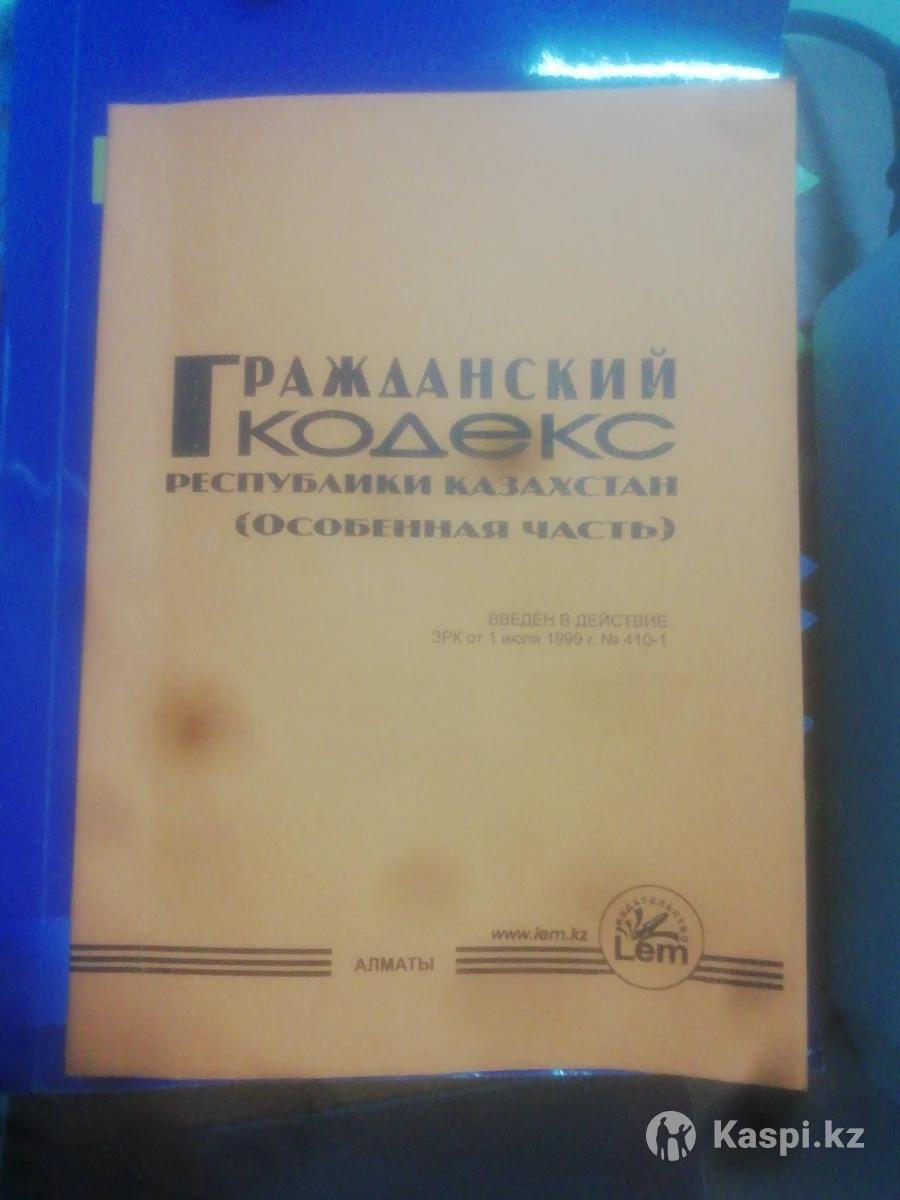 ГРАЖДАНСКИЙ
КОДЕКС
РЕСПУБЛИКИ КАЗАХСТАН
(ОСОБЕННАЯ ЧАСТЬ)
ВВЕДЕН В ДЕЙСТВИЕ
ЗРК от 1 июля 1999 г. № 410-1
www.lem.kz
ИЗДАТЕЛЬСТВО
Lem
АЛМАТЫ
Kaspi.kz